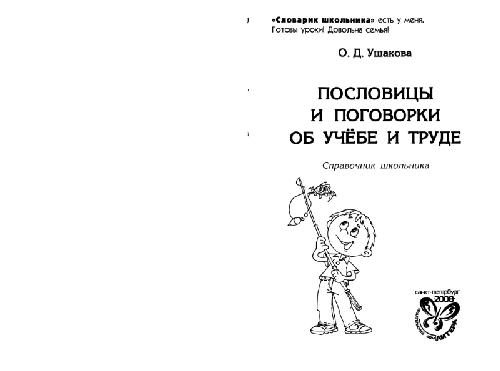 «Словарик школьника» есть у меня.
Готовы уроки! Довольна семья!
О. Д. Ушакова
ПОСЛОВИЦЫ
И ПОГОВОРКИ
ОБ УЧЁБЕ И ТРУДЕ
Справочник школьника
санкт-петербург
2008
ЛИТЕРА